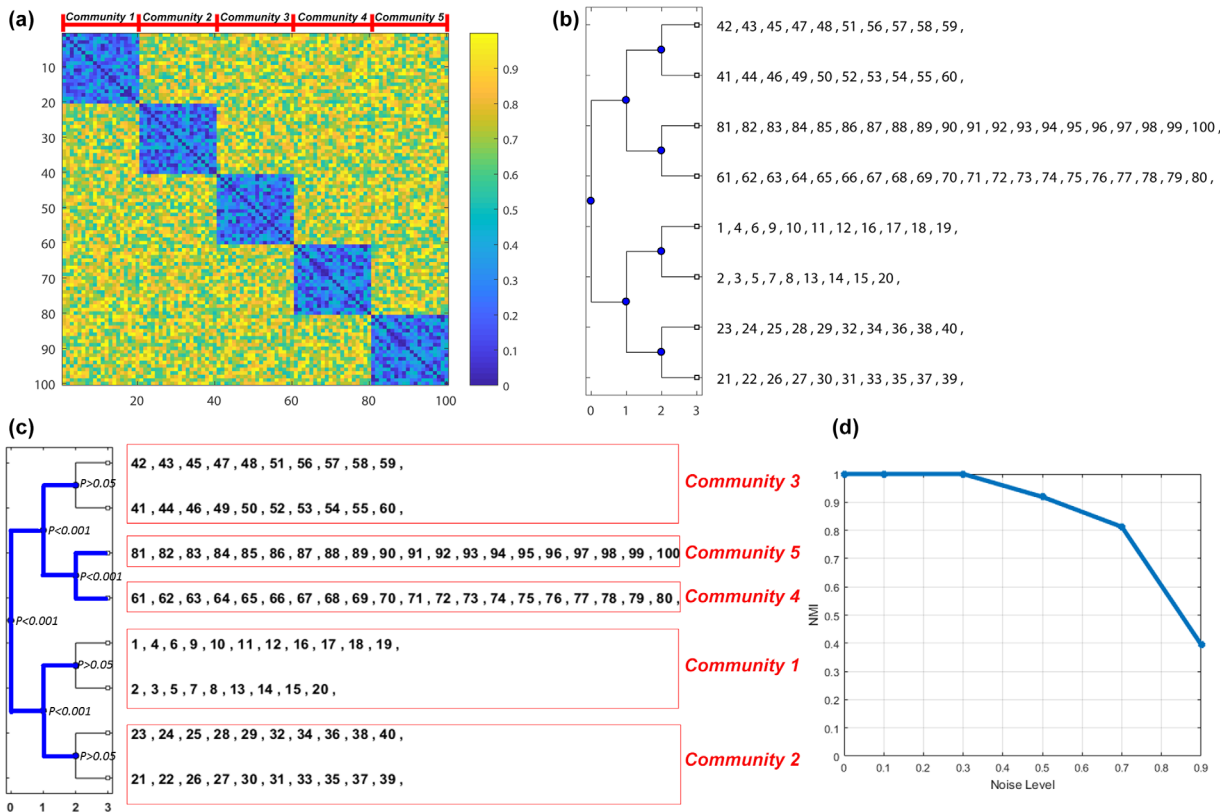 (a)
Community 1 Community 2 Community 3 Community 4 Community 5
10
20
30
40
50
60
70
80
90
100
20 40 60 80 100
0.9
0.8
0.7
0.6
0.5
0.4
0.3
0.2
0.1
0
(b)
42 , 43 , 45 , 47 , 48 , 51 , 56 , 57 , 58 , 59 ,
41 , 44 , 46 , 49 , 50 , 52 , 53 , 54 , 55 , 60 ,
81 , 82 , 83 , 84 , 85 , 86 , 87 , 88 , 89 , 90 , 91 , 92 , 93 , 94 , 95 , 96 , 97 , 98 , 99 , 100 ,
61 , 62 , 63 , 64 , 65 , 66 , 67 , 68 , 69 , 70 , 71 , 72 , 73 , 74 , 75 , 76 , 77 , 78 , 79 , 80 ,
1 , 4 , 6 , 9 , 10 , 11 , 12 , 16 , 17 , 18 , 19 ,
2 , 3 , 5 , 7 , 8 , 13 , 14 , 15 , 20 ,
23 , 24 , 25 , 28 , 29 , 32 , 34 , 36 , 38 , 40 ,
21 , 22 , 26 , 27 , 30 , 31 , 33 , 35 , 37 , 39 ,
0 1 2 3
(c)
42 , 43 , 45 , 47 , 48 , 51 , 56 , 57 , 58 , 59 ,
P>0.05
Community 3
41 , 44 , 46 , 49 , 50 , 52 , 53 , 54 , 55 , 60 ,
P<0.001
81 , 82 , 83 , 84 , 85 , 86 , 87 , 88 , 89 , 90 , 91 , 92 , 93 , 94 , 95 , 96 , 97 , 98 , 99 , 100
Community 5
P<0.001
61 , 62 , 63 , 64 , 65 , 66 , 67 , 68 , 69 , 70 , 71 , 72 , 73 , 74 , 75 , 76 , 77 , 78 , 79 , 80 ,
Community 4
P<0.001
1 , 4 , 6 , 9 , 10 , 11 , 12 , 16 , 17 , 18 , 19 ,
P>0.05
Community 1
2 , 3 , 5 , 7 , 8 , 13 , 14 , 15 , 20 ,
P<0.001
23 , 24 , 25 , 28 , 29 , 32 , 34 , 36 , 38 , 40 ,
P>0.05
Community 2
21 , 22 , 26 , 27 , 30 , 31 , 33 , 35 , 37 , 39 ,
0 1 2 3
(d)
1
0.9
0.8
0.7
0.6
0.5
0.4
0.3
0.2
0.1
0
NMI
0 0.1 0.2 0.3 0.4 0.5 0.6 0.7 0.8 0.9
Noise Level